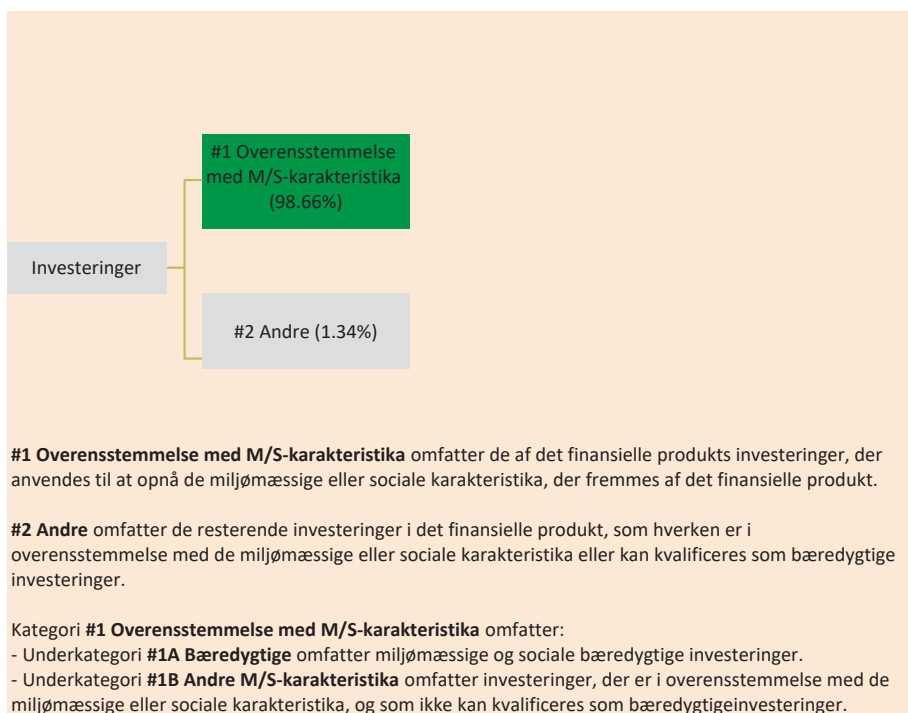 #1 Overensstemmelse
med M/S-karakteristika
(98.66%)
Investeringer
#2 Andre (1.34%)
#1 Overensstemmelse med M/S-karakteristika omfatter de af det finansielle produkts investeringer, der
anvendes til at opnå de miljømæssige eller sociale karakteristika, der fremmes af det finansielle produkt.
#2 Andre omfatter de resterende investeringer i det finansielle produkt, som hverken er i
overensstemmelse med de miljømæssige eller sociale karakteristika eller kan kvalificeres som bæredygtige
investeringer.
Kategori #1 Overensstemmelse med M/S-karakteristika omfatter:
- Underkategori #1A Bæredygtige omfatter miljømæssige og sociale bæredygtige investeringer.
- Underkategori #1B Andre M/S-karakteristika omfatter investeringer, der er i overensstemmelse med de
miljømæssige eller sociale karakteristika, og som ikke kan kvalificeres som bæredygtigeinvesteringer.